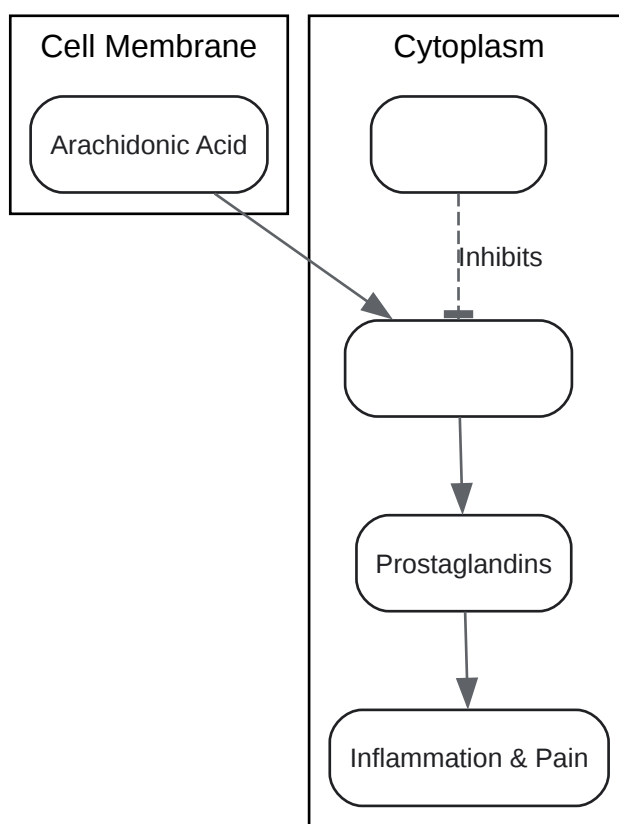 Cell Membrane
Cytoplasm
Arachidonic Acid
Inhibits
Prostaglandins
Inflammation & Pain